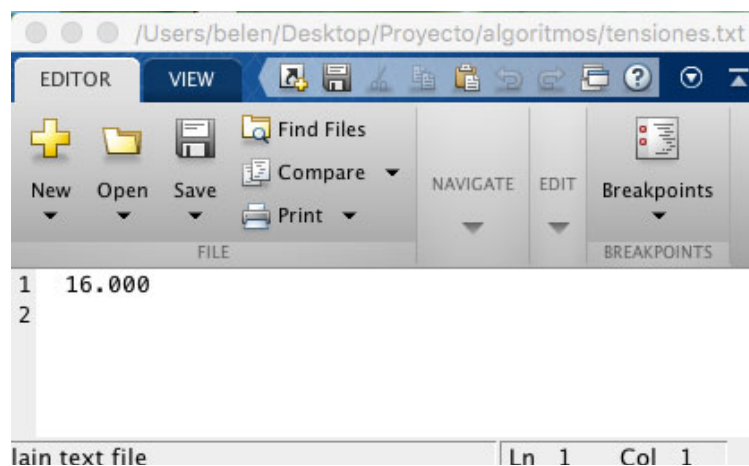 /Users/belen/Desktop/Proyecto/algoritmos/tensiones.txt
EDITOR VIEW
Find Files
Compare
Print
New Open Save
NAVIGATE EDIT
Breakpoints
FILE BREAKPOINTS
1 16.000
2
lain text file Ln 1 Col 1